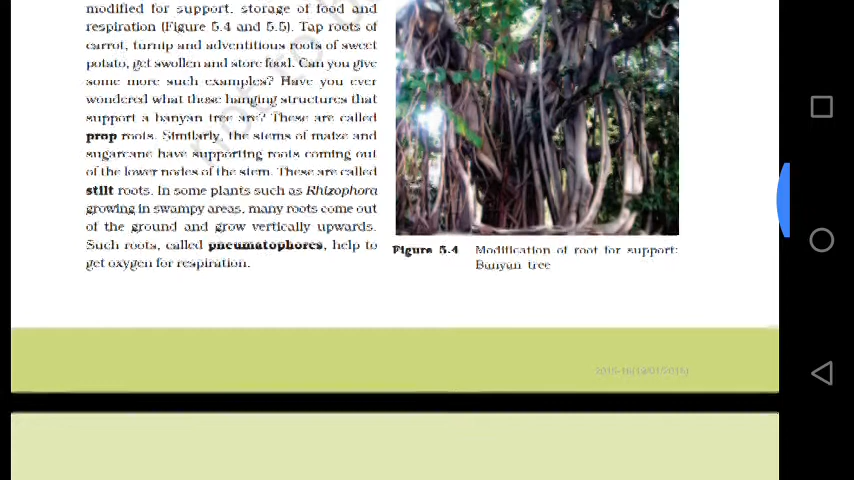 modified for support, storage of food and
respiration (Figure 5.4 and 5.5). Tap roots of
carrot, turnip and adventitious roots of sweet
potato, get swollen and store food. Can you give
some more such examples? Have you ever
wondered what those hanging structures that
support a banyan tree are? These are called
prop roots. Similarly, the stems of maize and
sugarcane have supporting roots coming out
of the lower nodes of the stem. These are called
stilt roots. In some plants such as Rhizophora
growing in swampy areas, many roots come out
of the ground and grow vertically upwards.
Such roots, called pneumatophores, help to
get oxygen for respiration.
Figure 5.4 Modification of root for support:
Banyan tree